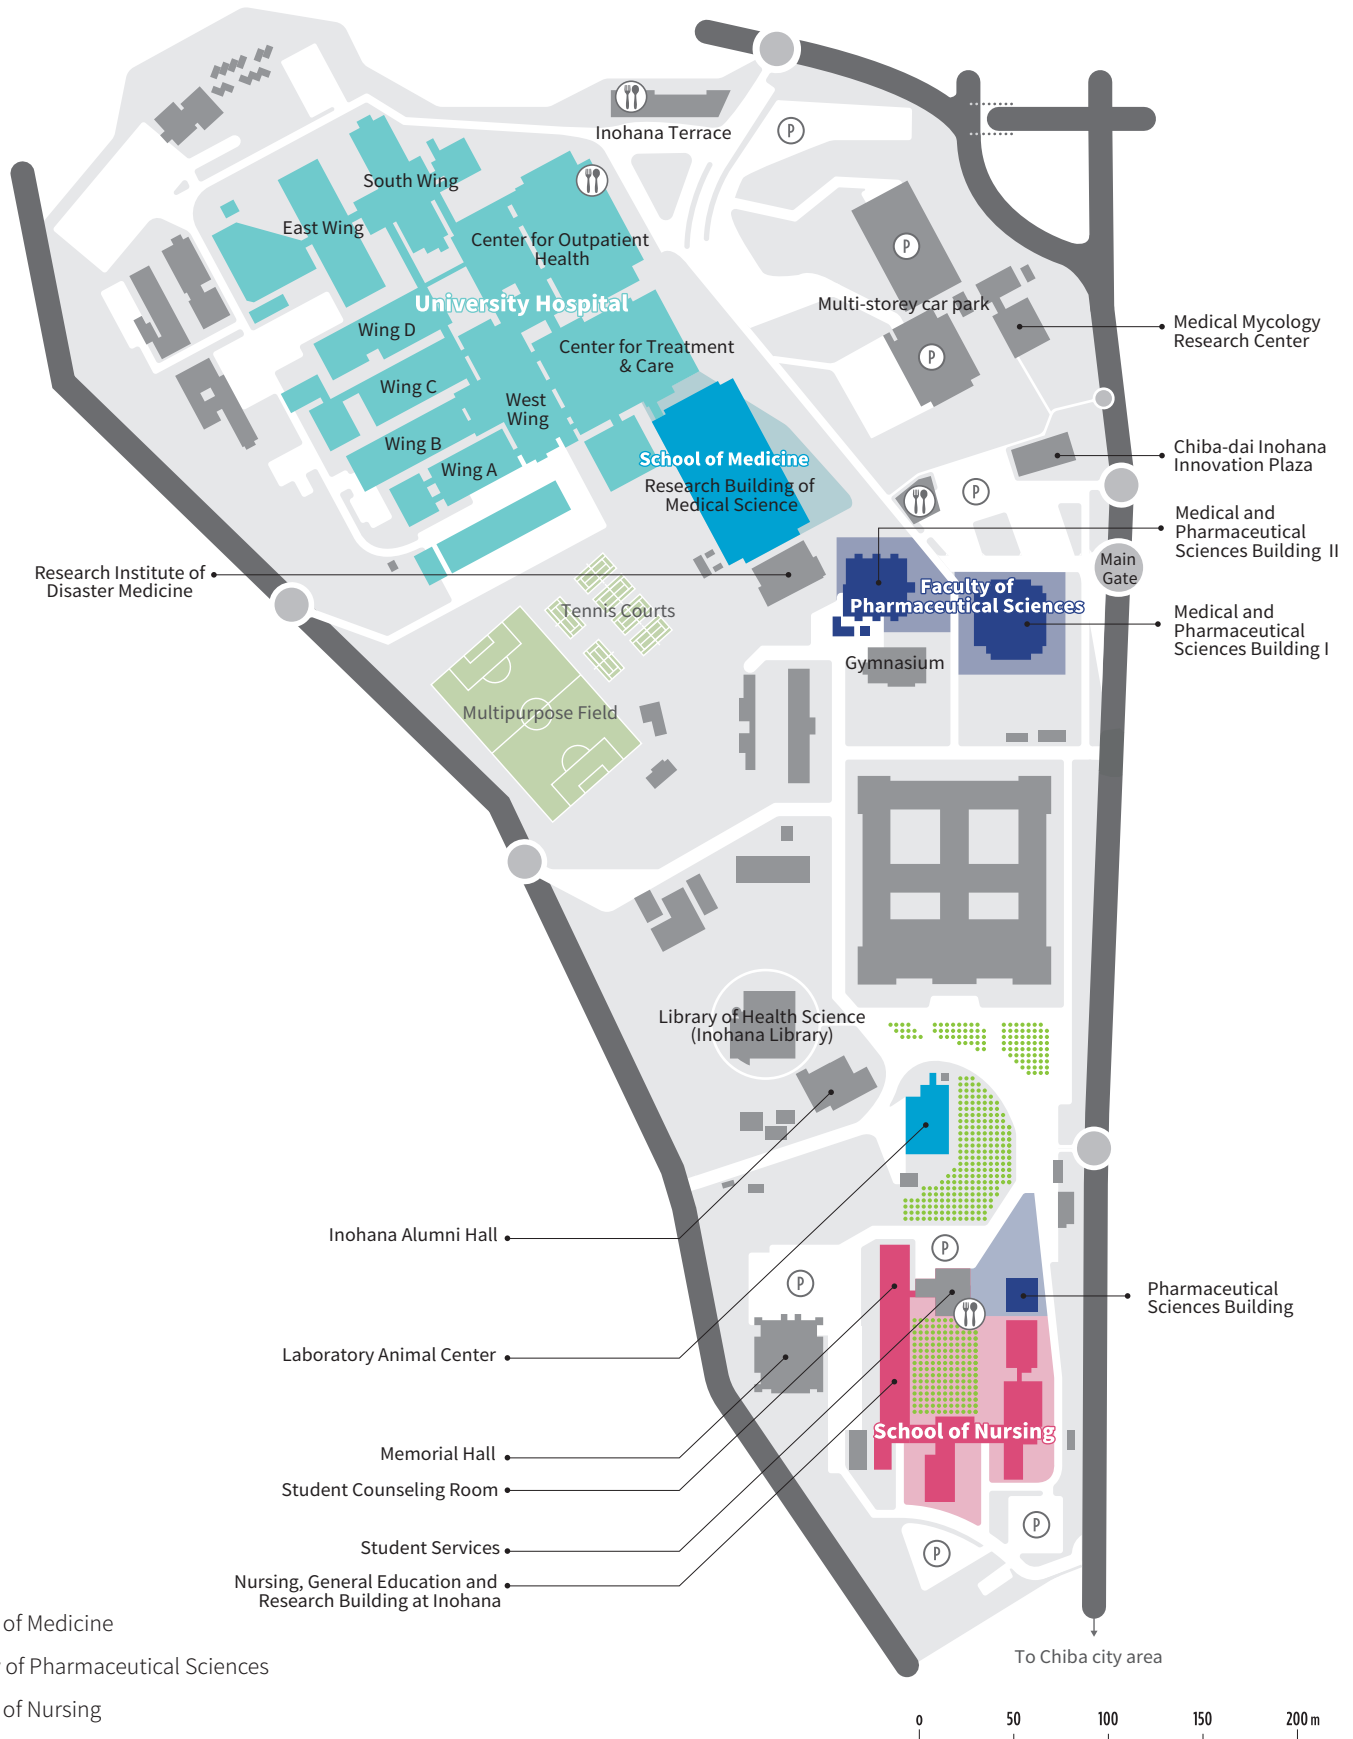 Inohana Terrace
P
South Wing
East Wing
Center for Outpatient
Health
P
University Hospital
Multi-storey car park
Wing D
Center for Treatment
& Care
P
Medical Mycology
Research Center
Wing C
West
Wing
Wing B
Wing A
School of Medicine
Research Building of
Medical Science
Chiba-dai Inohana
Innovation Plaza
P
Medical and
Pharmaceutical
Sciences Building II
Main
Gate
Research Institute of
Disaster Medicine
Faculty of
Pharmaceutical Sciences
Tennis Courts
Medical and
Pharmaceutical
Sciences Building I
Gymnasium
Multipurpose Field
Library of Health Science
(Inohana Library)
Inohana Alumni Hall
P
P
Pharmaceutical
Sciences Building
Laboratory Animal Center
School of Nursing
Memorial Hall
Student Counseling Room
P
P
Student Services
Nursing, General Education and
Research Building at Inohana
of Medicine
of Pharmaceutical Sciences
of Nursing
To Chiba city area
0 50 100 150 200 m